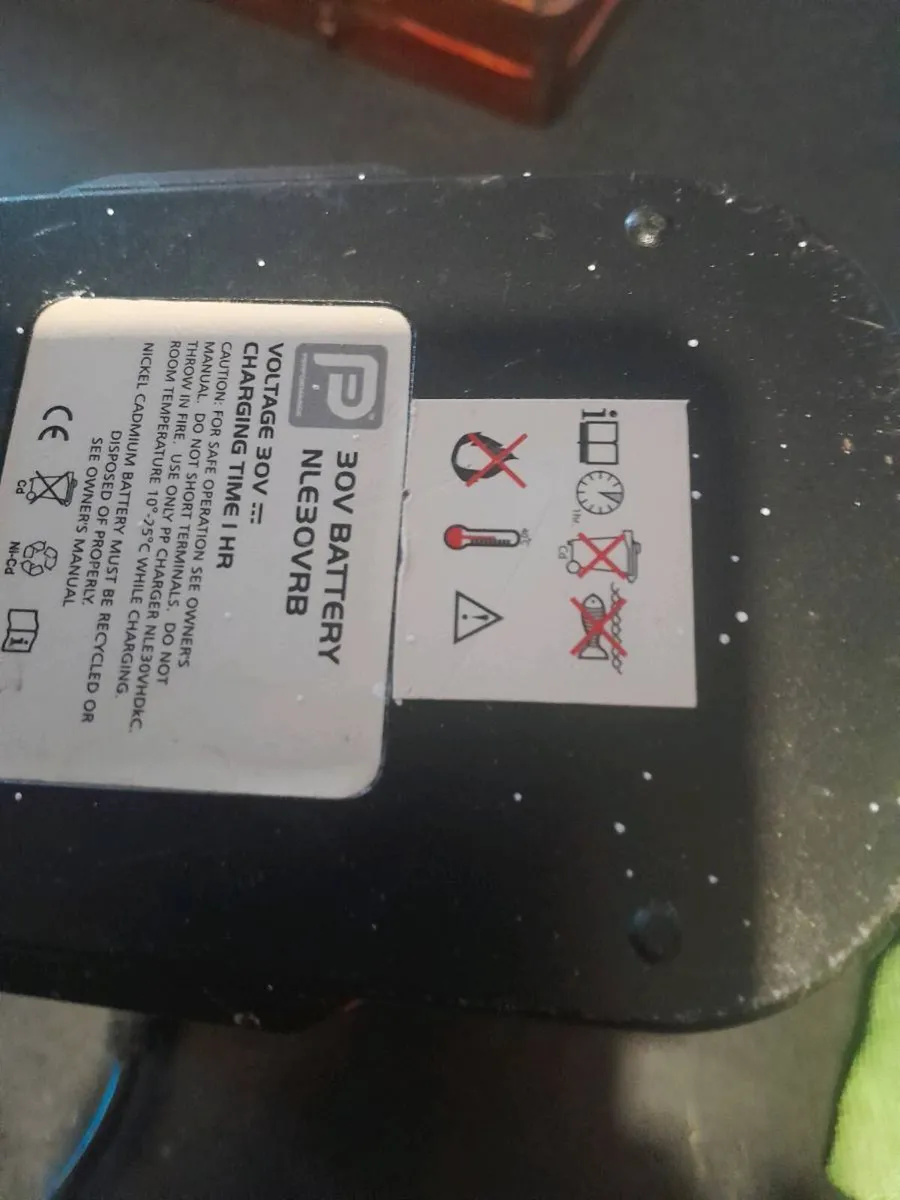 30V BATTERY
NLE30VRB
VOLTAGE 30V
CHARGING TIME 1 HR
CAUTION: FOR SAFE OPERATION SEE OWNER'S
MANUAL. DO NOT SHORT TERMINALS. DO NOT
THROW IN FIRE. USE ONLY PP CHARGER NLE30VHDKC.
ROOM TEMPERATURE 10°-25°C WHILE CHARGING.
NICKEL CADMIUM BATTERY MUST BE RECYCLED OR
DISPOSED OF PROPERLY.
SEE OWNER'S MANUAL
CE
Cd
Ni-Cd
i
i
Cd